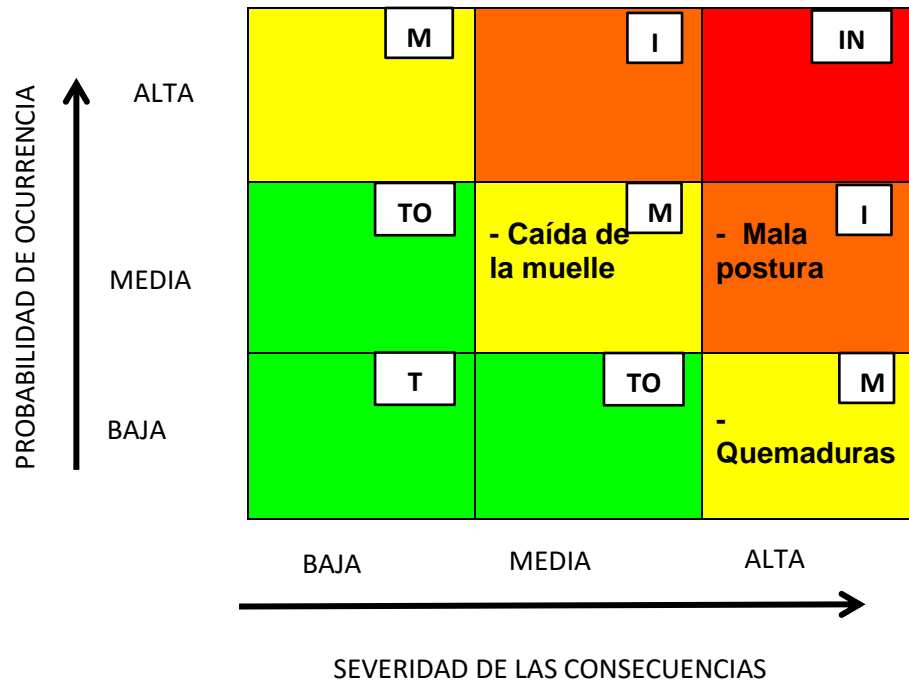 PROBABILIDAD DE OCURRENCIA
ALTA
M
I
IN
MEDIA
TO
- Caída de
la muelle
M
- Mala
postura
I
BAJA
T
TO
-
Quemaduras
M
BAJA
MEDIA
ALTA
SEVERIDAD DE LAS CONSECUENCIAS